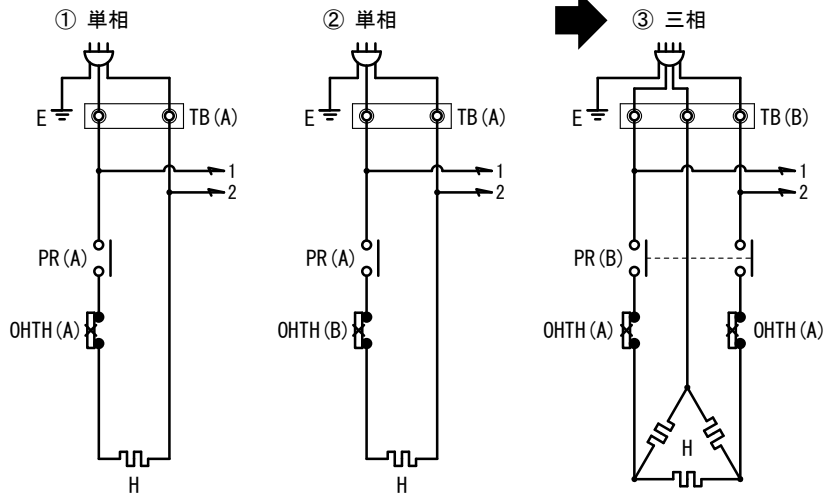 ① 単相
E
TB(A)
1
2
PR(A)
OHTH(A)
H
② 単相
E
TB(A)
1
2
PR(A)
OHTH(B)
H
③ 三相
E
TB(B)
1
2
PR(B)
OHTH(A)
OHTH(A)
H